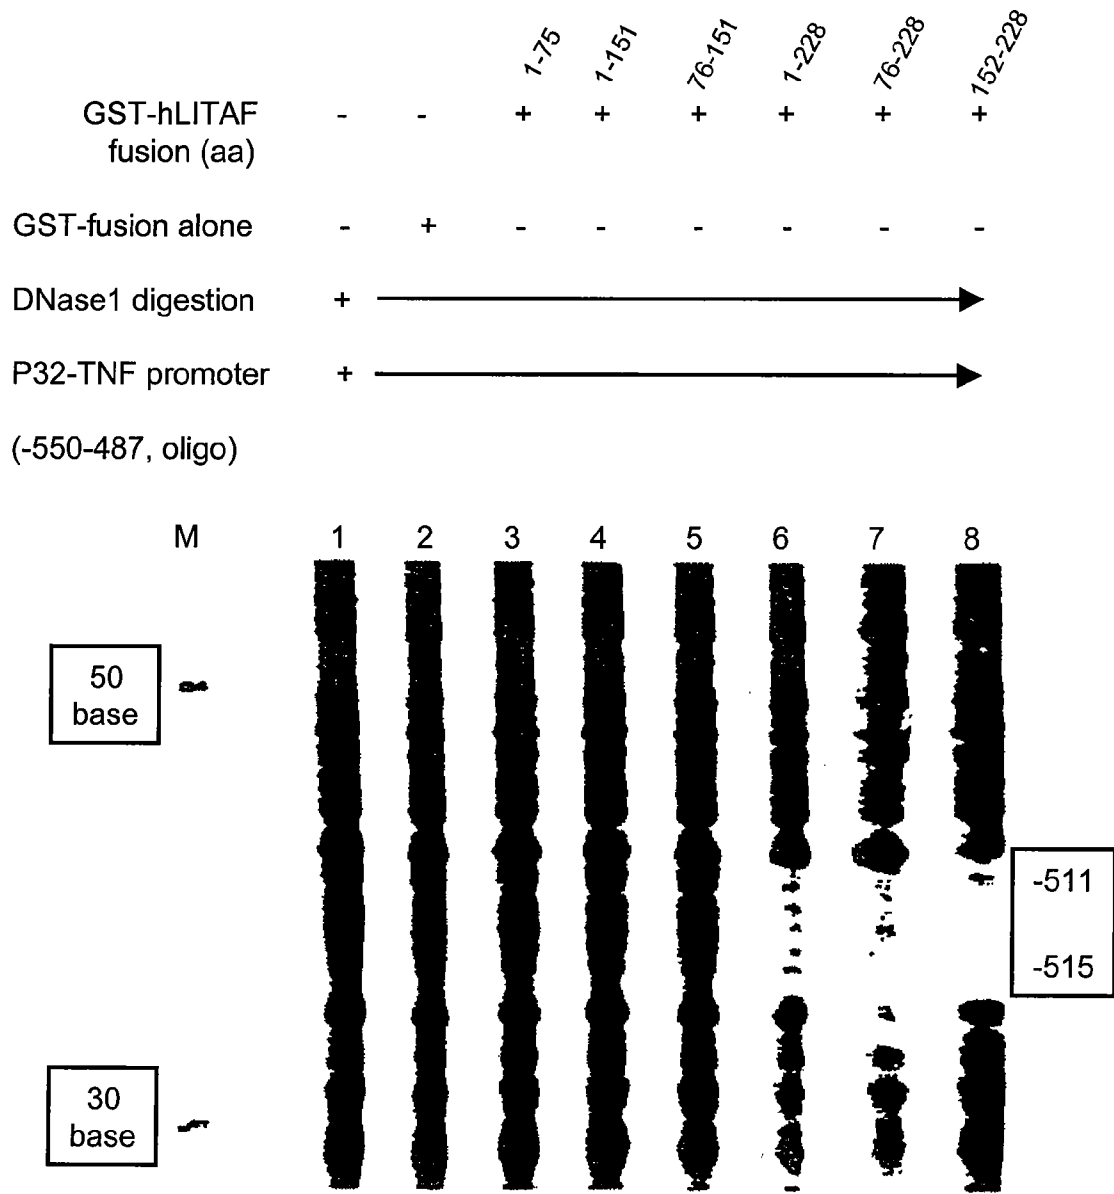 1-75 1-151 76-151 1-228 76-228 152-228
GST-hLITAF - - + + + + + +
fusion (aa)
GST-fusion alone - + - - - - - -
DNase1 digestion +
P32-TNF promoter +
(-550-487, oligo)
M 1 2 3 4 5 6 7 8
50
base
-511
-515
30
base